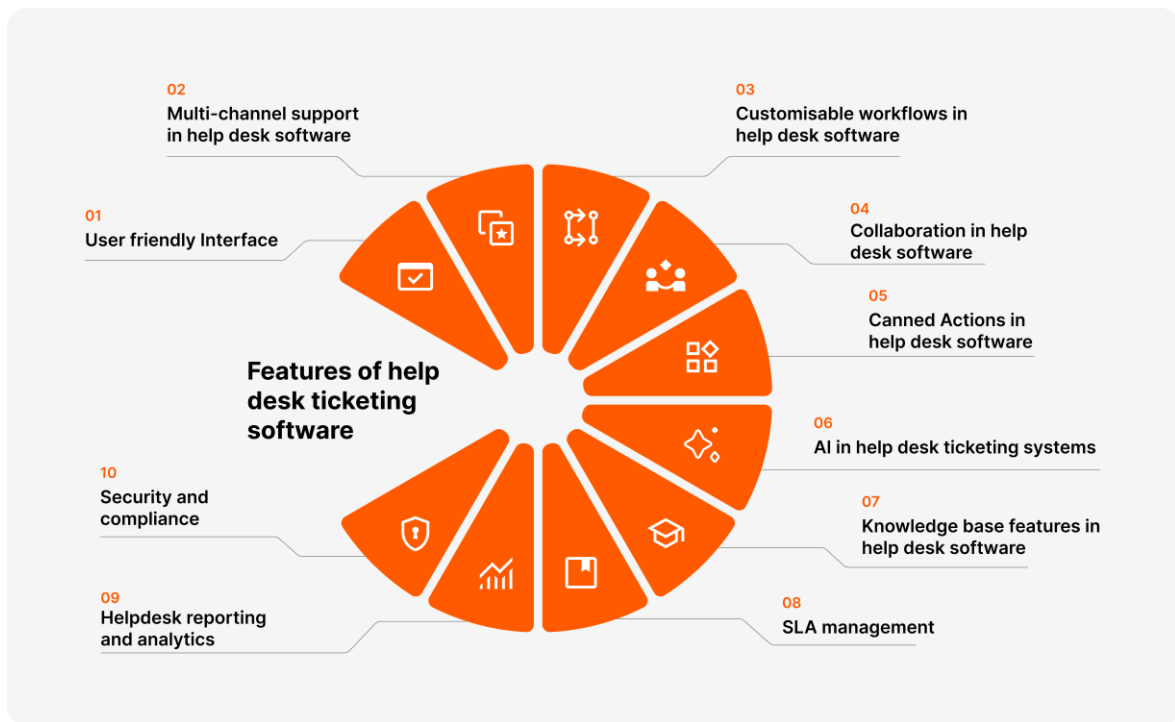 Features of help
desk ticketing
software
01
User friendly Interface
02
Multi-channel support
in help desk software
03
Customisable workflows in
help desk software
04
Collaboration in help
desk software
05
Canned Actions in
help desk software
06
AI in help desk ticketing systems
07
Knowledge base features in
help desk software
08
SLA management
09
Helpdesk reporting
and analytics
10
Security and
compliance